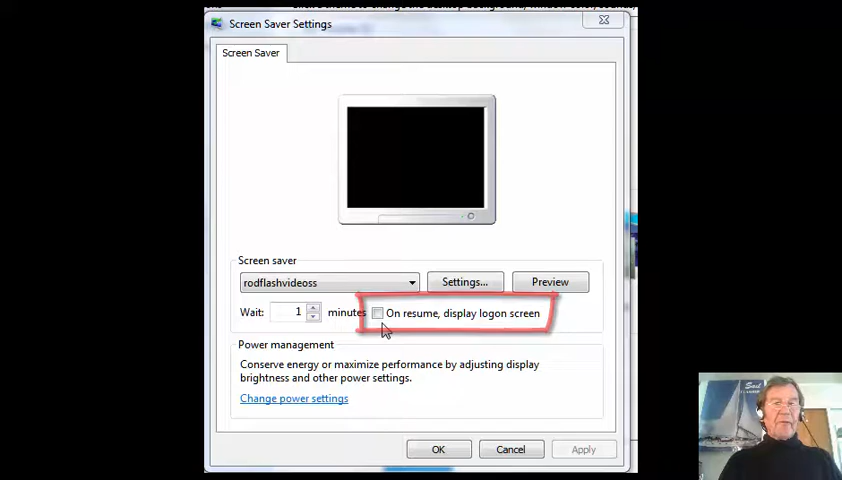 Screen Saver Settings
Screen Saver
Screen saver
rodflashvideoss
Settings...
Preview
Wait:
1
minutes
On resume, display logon screen
Power management
Conserve energy or maximize performance by adjusting display
brightness and other power settings.
Change power settings
OK
Cancel
Apply
Sail